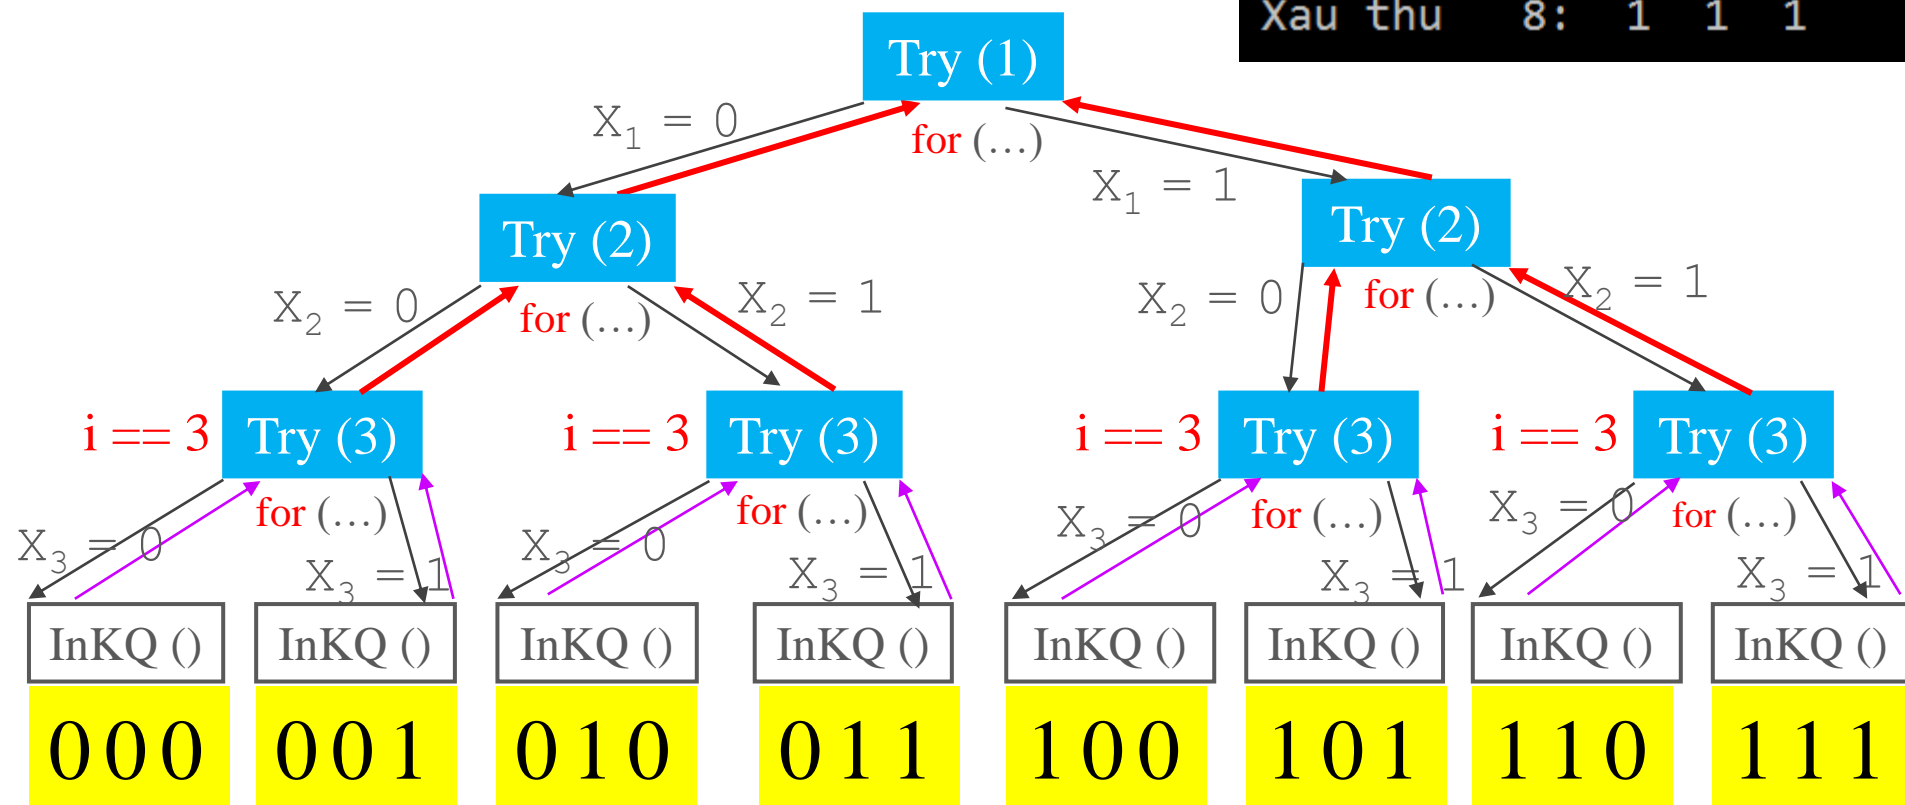 Xau thu 8: 1 1 1
Try (1)
X1 = 0
for (…)
X1 = 1
Try (2)
Try (2)
X2 = 0
for (…)
X2 = 1
X2 = 0
for (…)
X2 = 1
i == 3
Try (3)
i == 3
Try (3)
i == 3
Try (3)
i == 3
Try (3)
X3 = 0
for (…)
X3 = 1
X3 = 0
for (…)
X3 = 1
X3 = 0
for (…)
X3 = 1
X3 = 0
for (…)
X3 = 1
InKQ ()
InKQ ()
InKQ ()
InKQ ()
InKQ ()
InKQ ()
InKQ ()
InKQ ()
0 0 0
0 0 1
0 1 0
0 1 1
1 0 0
1 0 1
1 1 0
1 1 1